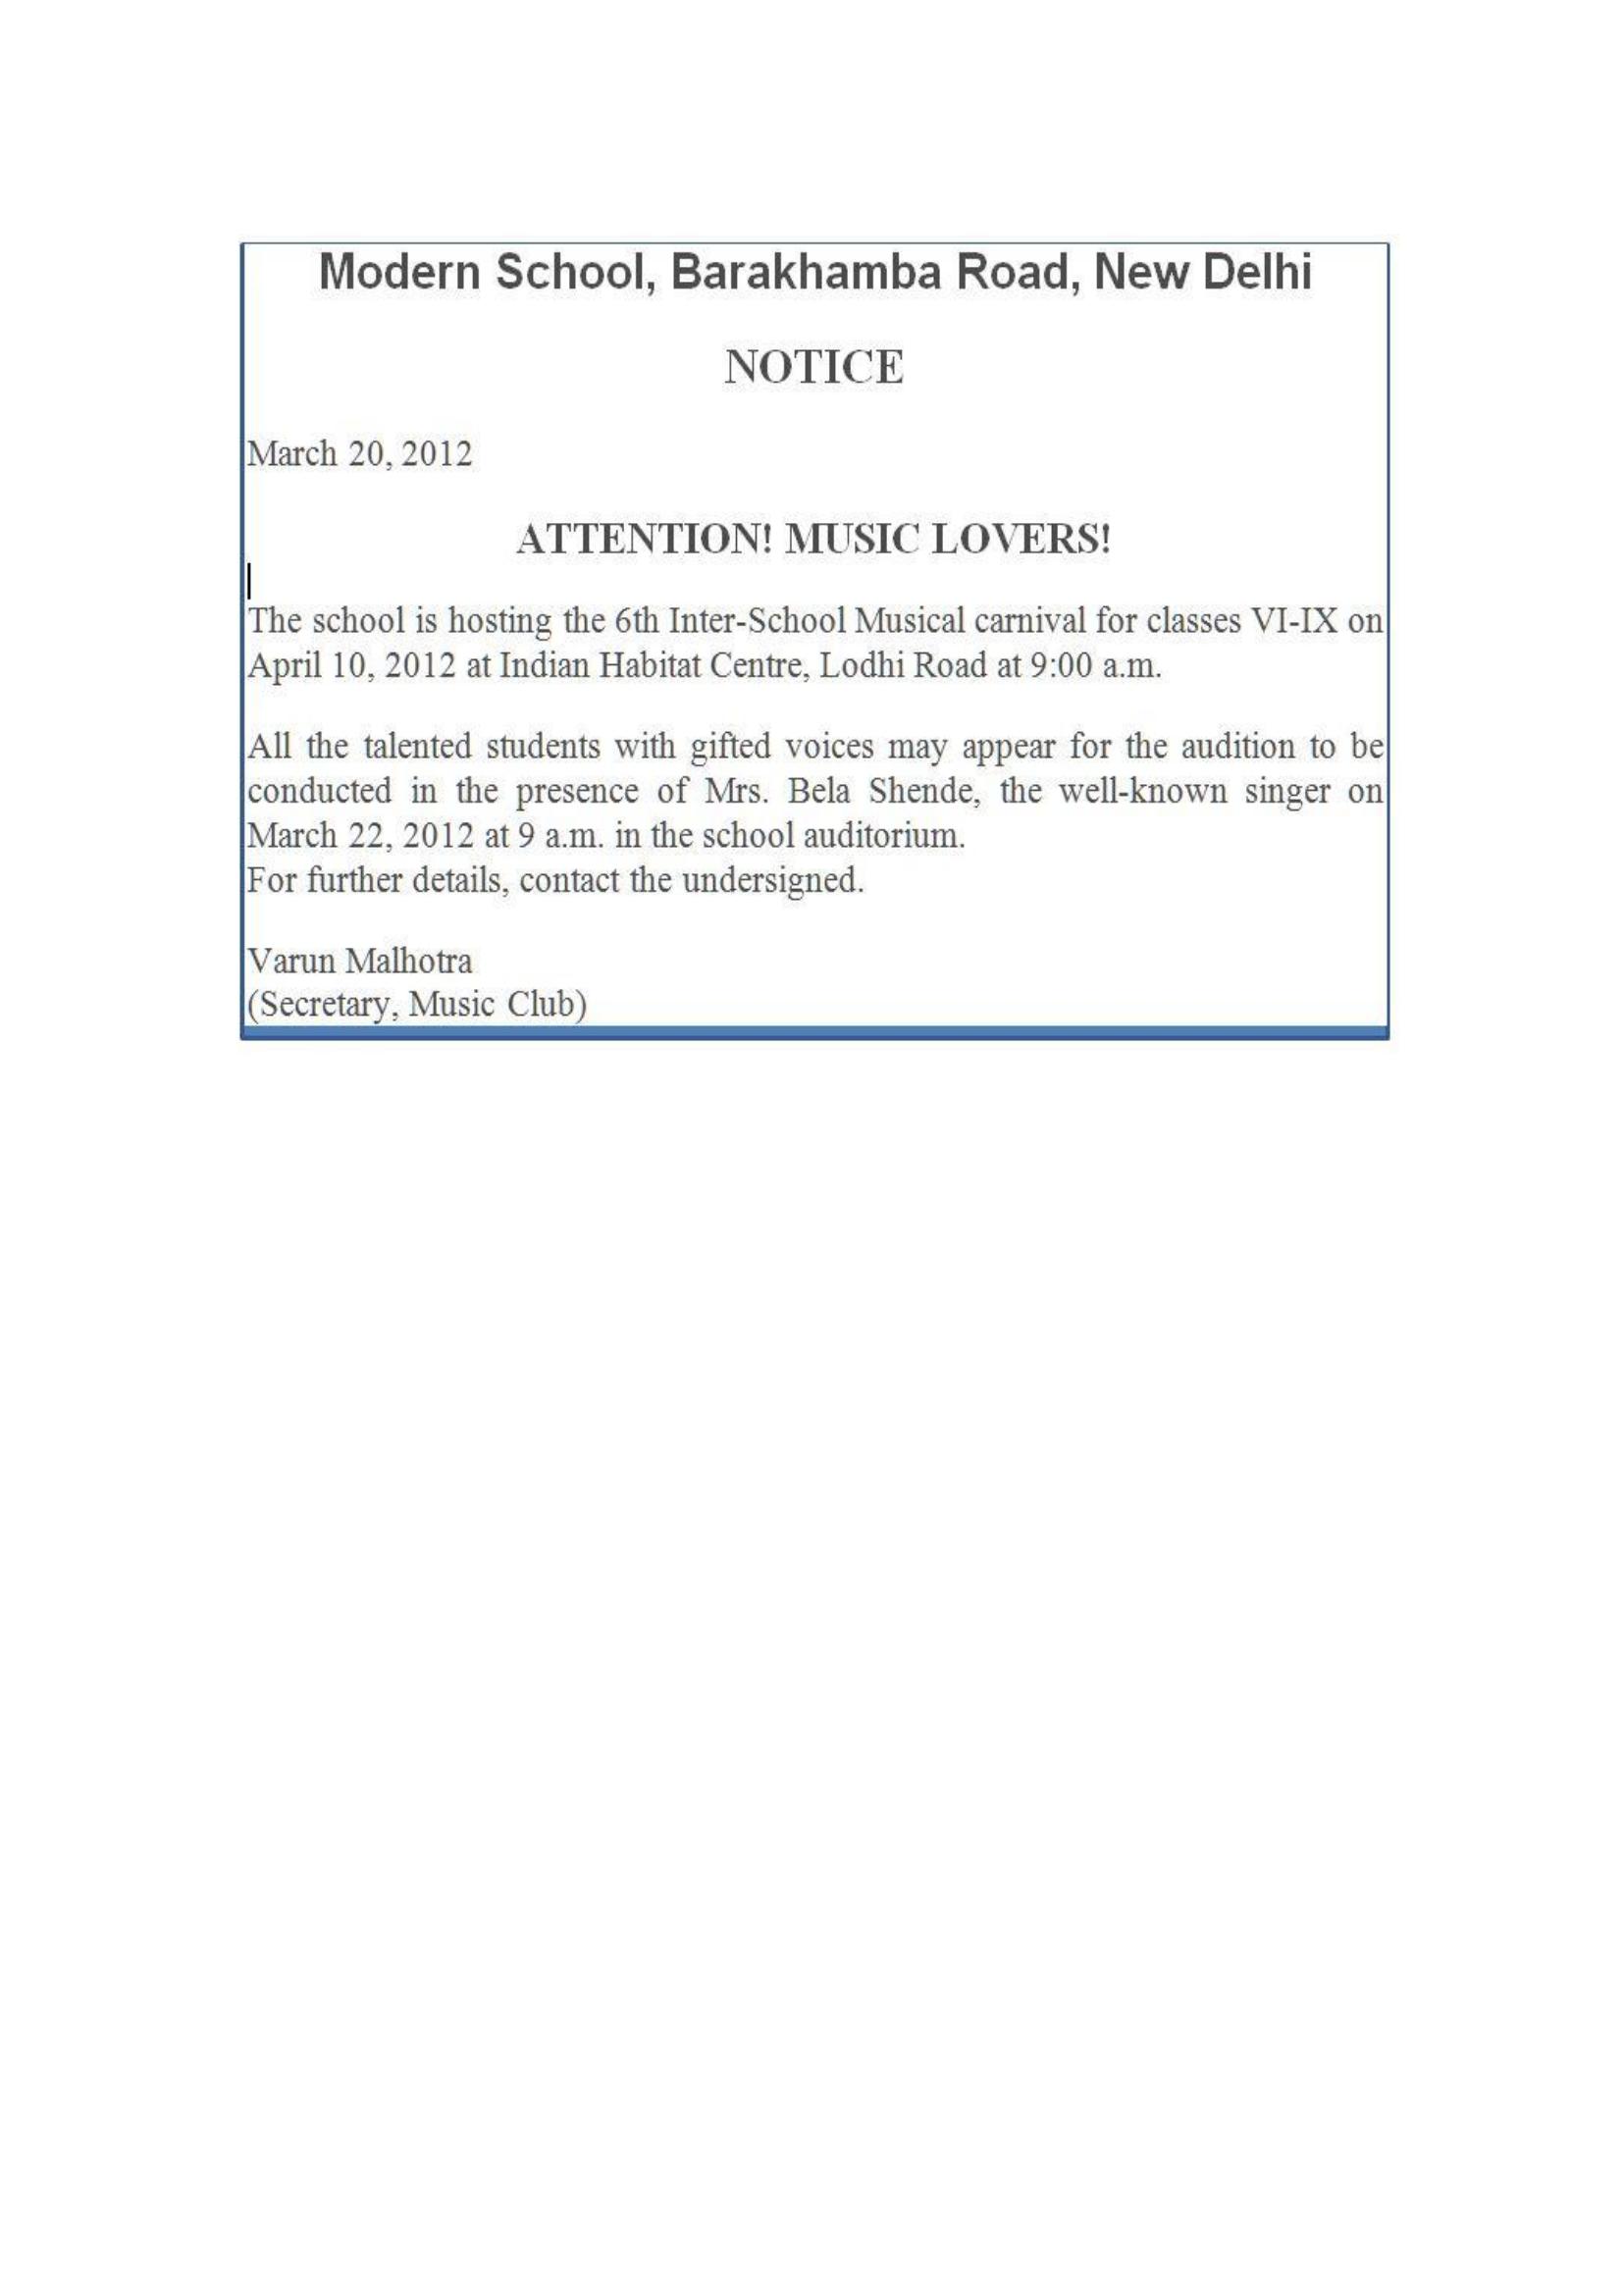 Modern School, Barakhamba Road, New Delhi
NOTICE
March 20, 2012
ATTENTION! MUSIC LOVERS!
The school is hosting the 6th Inter-School Musical carnival for classes VI-IX on
April 10, 2012 at Indian Habitat Centre, Lodhi Road at 9:00 a.m.
All the talented students with gifted voices may appear for the audition to be
conducted in the presence of Mrs. Bela Shende, the well-known singer on
March 22, 2012 at 9 a.m. in the school auditorium.
For further details, contact the undersigned.
Varun Malhotra
(Secretary, Music Club)